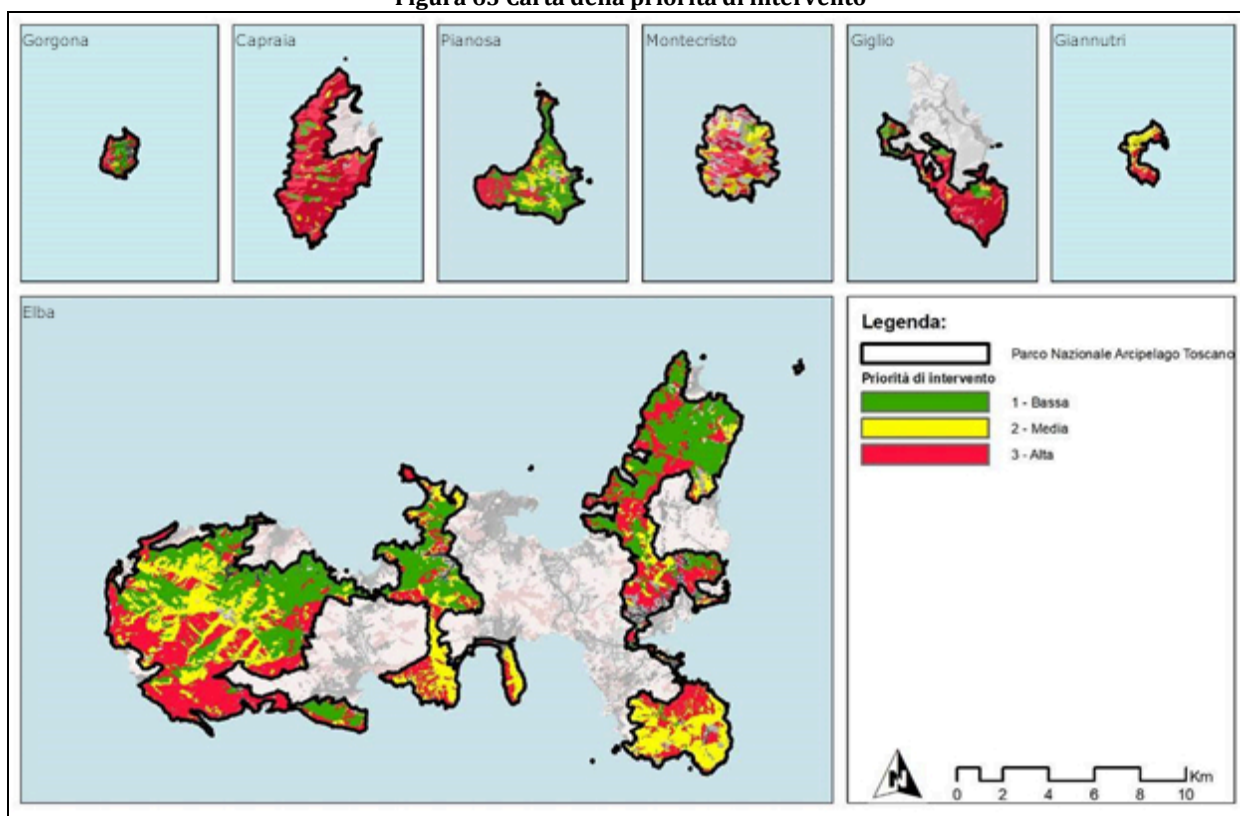 Figura 63 Carta della priorità di intervento
Gorgona
Capraia
Pianosa
Montecristo
Giglio
Giannutri
Elba
Legenda:
Parco Nazionale Arcipelago Toscano
Priorità di intervento
1 - Bassa
2 - Media
3 - Alta
N
Km
0 2 4 6 8 10